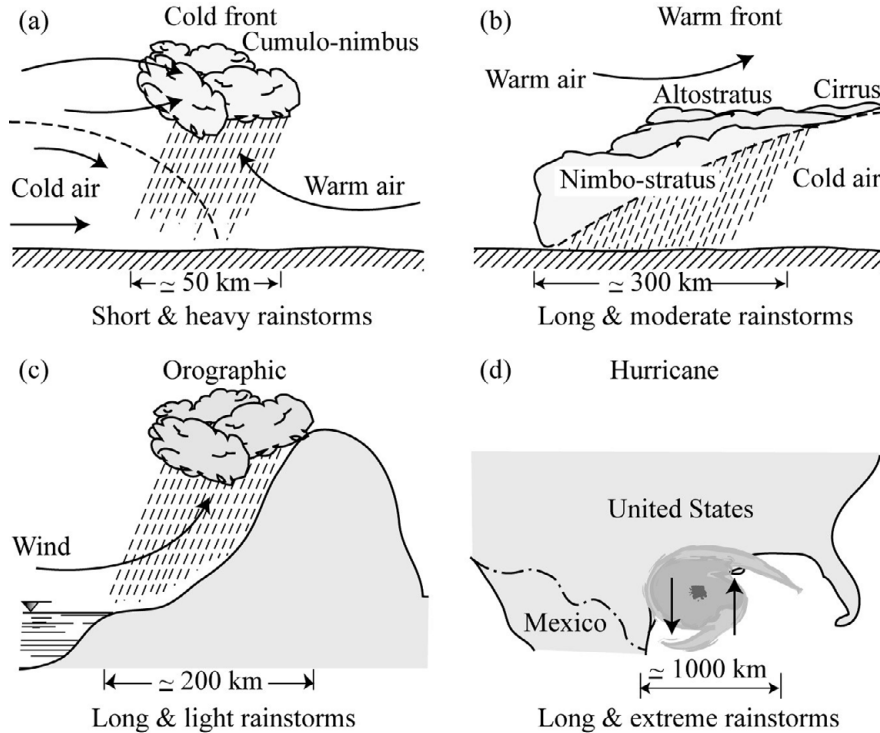 (a)
Cold front
Cumulo-nimbus
Cold air
Warm air
≃ 50 km
Short & heavy rainstorms
(b)
Warm front
Warm air
Altostratus
Cirrus
Nimbo-stratus
Cold air
≃ 300 km
Long & moderate rainstorms
(c)
Orographic
Wind
≃ 200 km
Long & light rainstorms
(d)
Hurricane
United States
Mexico
≃ 1000 km
Long & extreme rainstorms